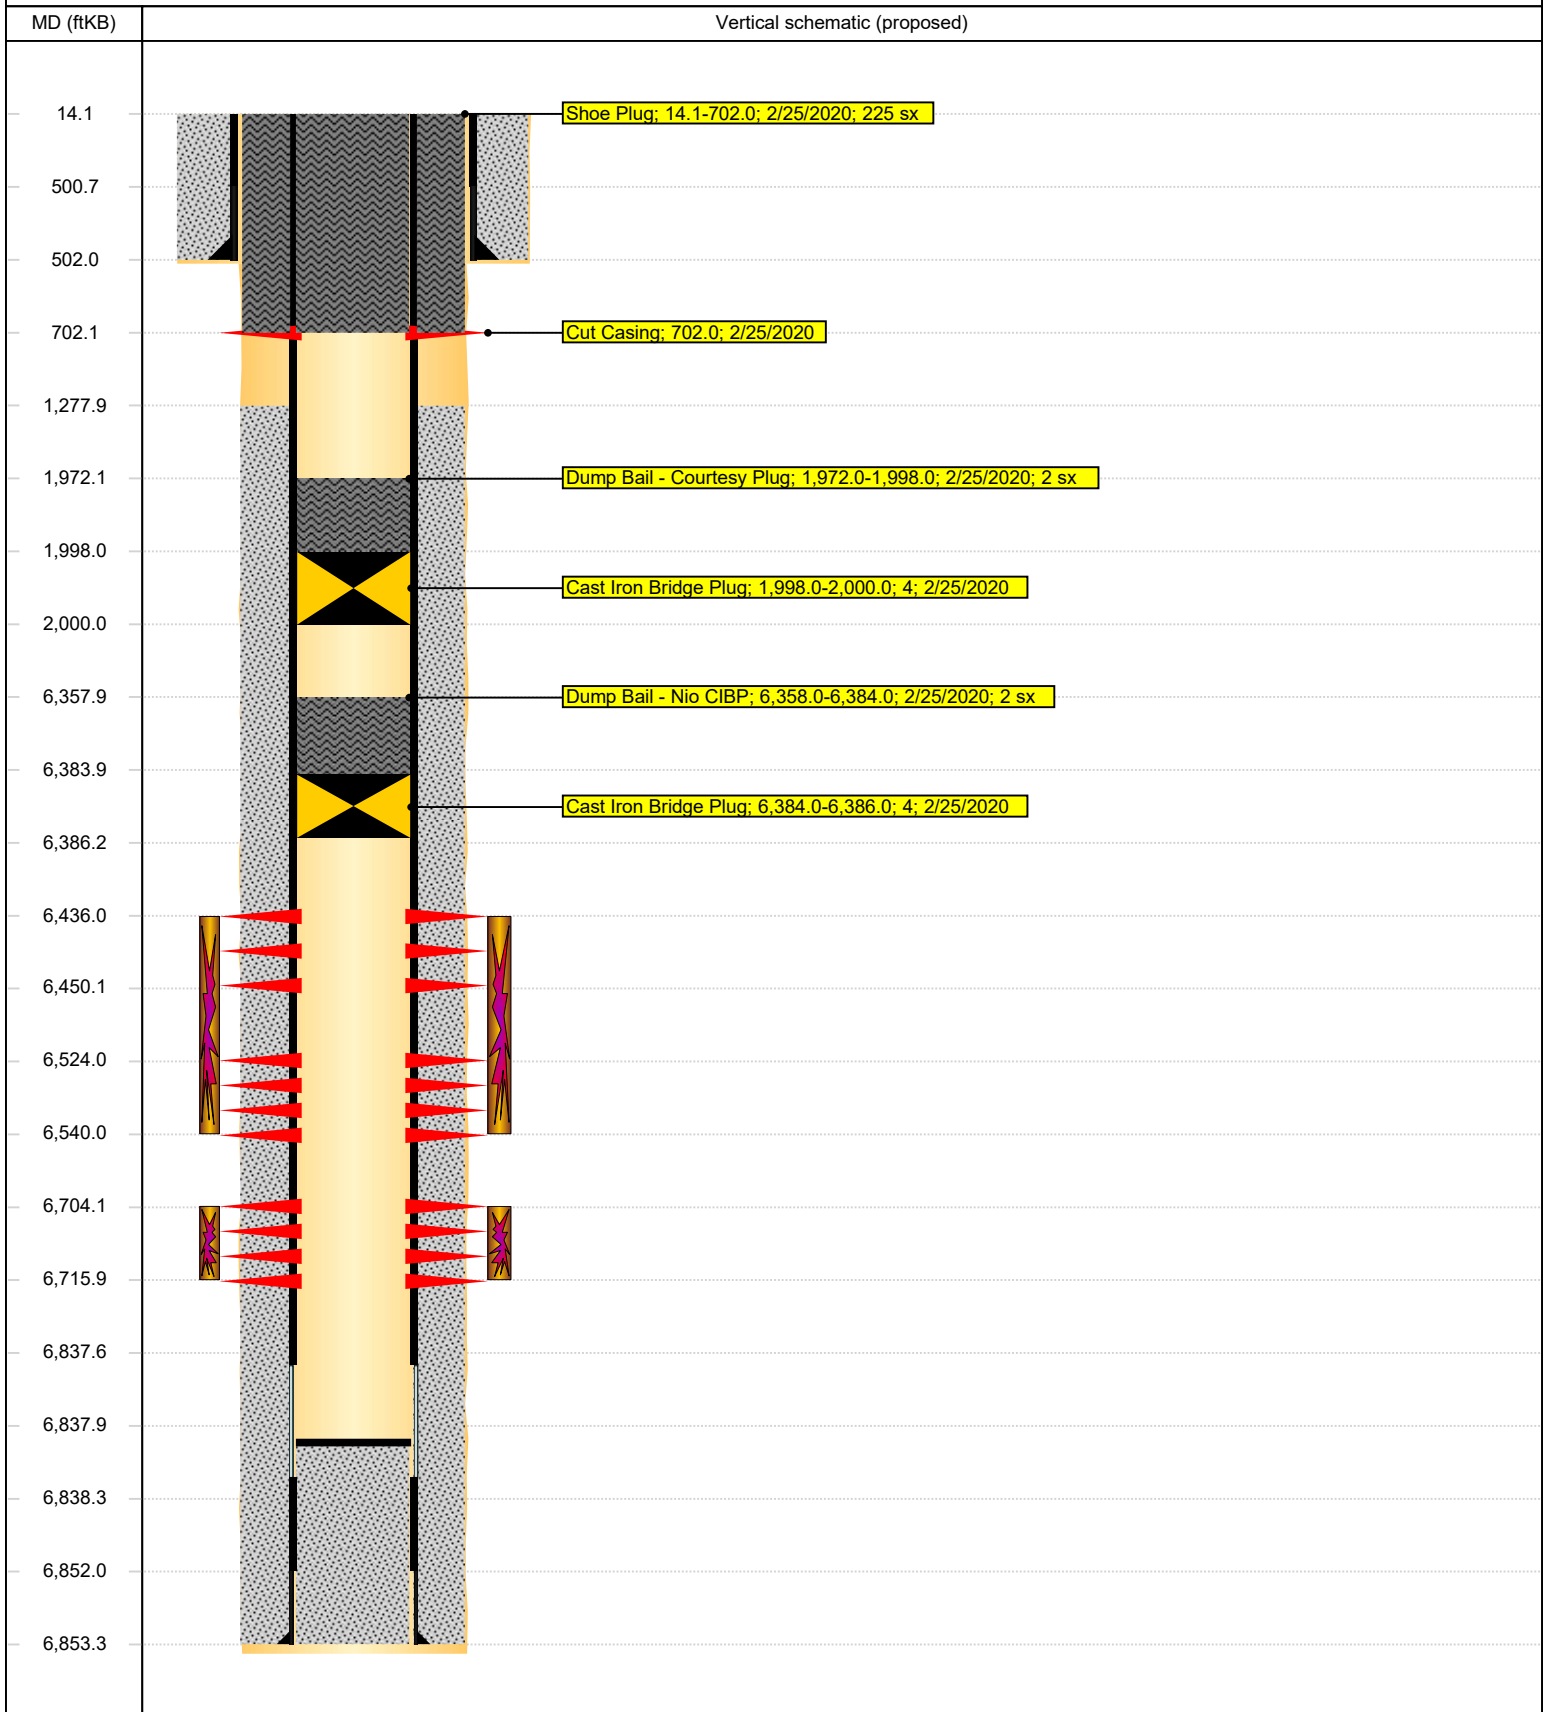 MD (ftKB) Vertical schematic (proposed)
14.1 Shoe Plug; 14.1-702.0; 2/25/2020; 225 sx
500.7
502.0
702.1 Cut Casing; 702.0; 2/25/2020
1,277.9
1,972.1 Dump Bail - Courtesy Plug; 1,972.0-1,998.0; 2/25/2020; 2 sx
1,998.0
Cast Iron Bridge Plug; 1,998.0-2,000.0; 4; 2/25/2020
2,000.0
6,357.9 Dump Bail - Nio CIBP; 6,358.0-6,384.0; 2/25/2020; 2 sx
6,383.9
Cast Iron Bridge Plug; 6,384.0-6,386.0; 4; 2/25/2020
6,386.2
6,436.0
6,450.1
6,524.0
6,540.0
6,704.1
6,715.9
6,837.6
6,837.9
6,838.3
6,852.0
6,853.3